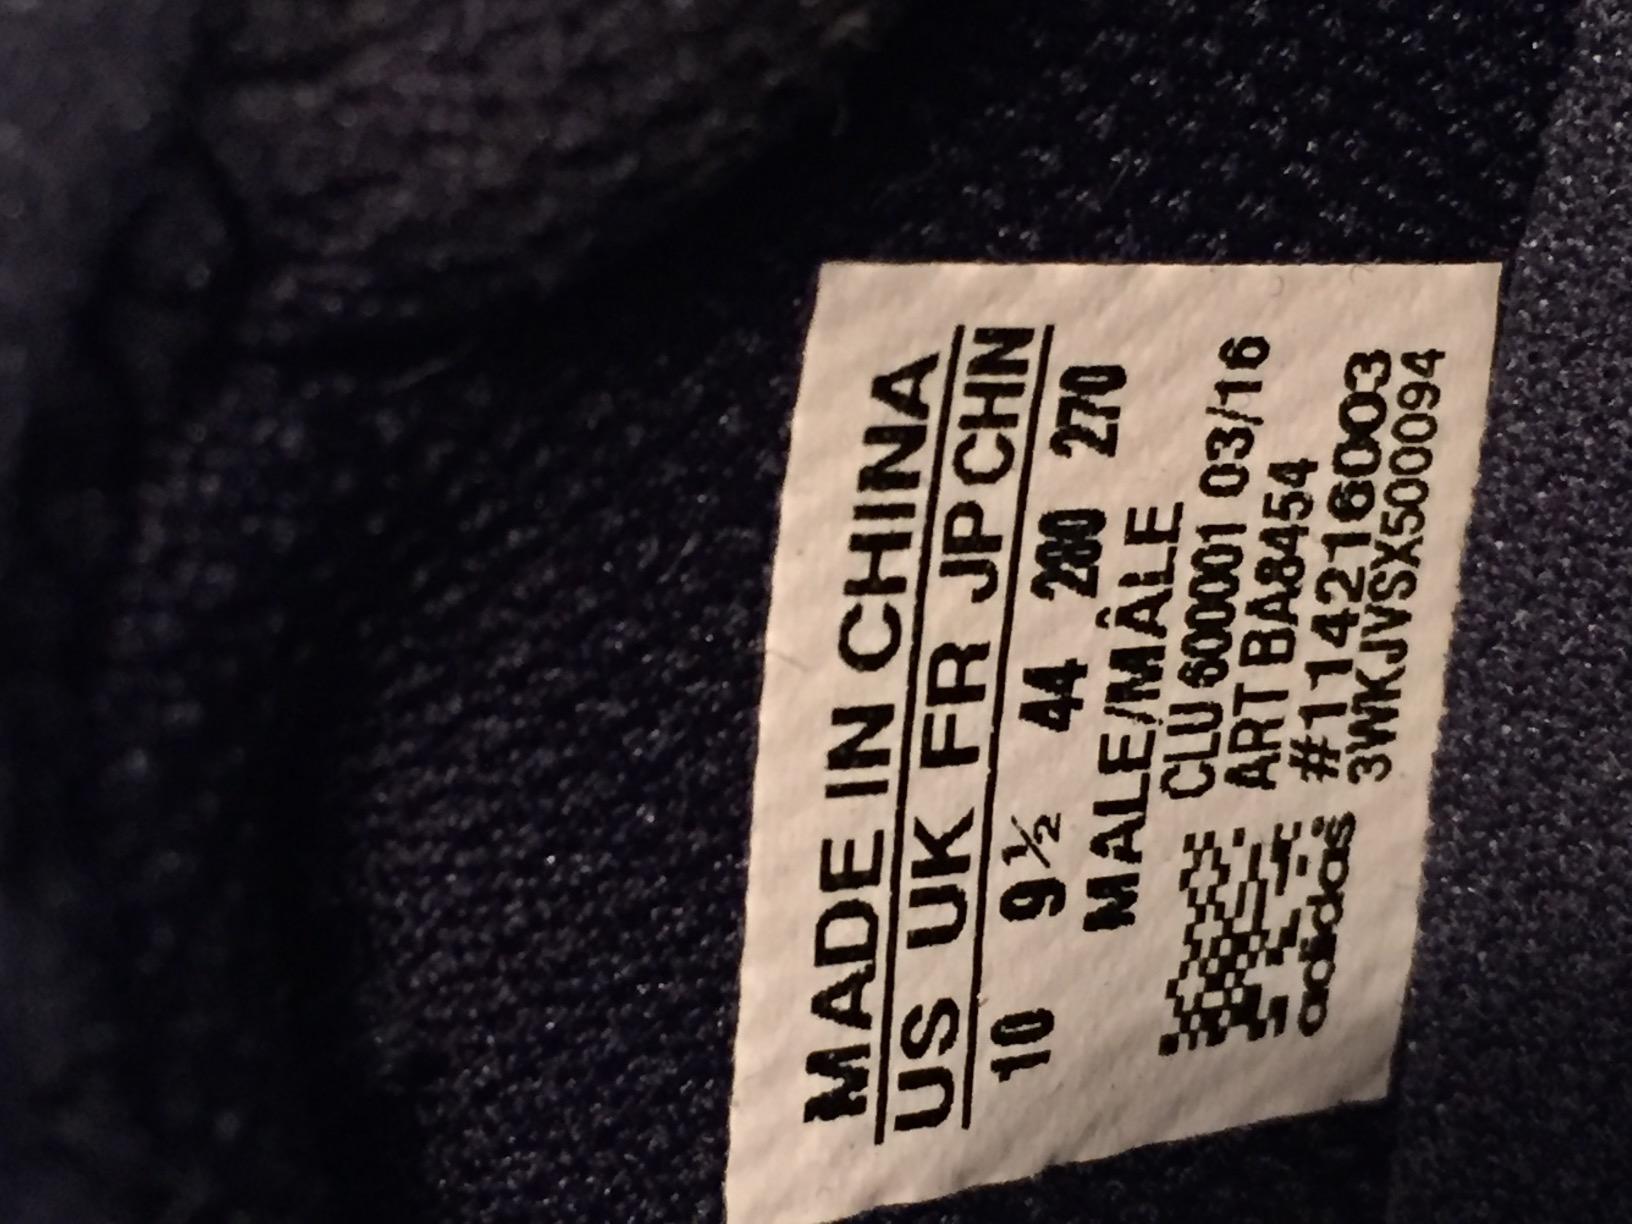 MADE IN CHINA
US UK FR JP CHN
10 9½ 44 280 270
MALE/MÂLE
CLU 600001 03/16
ART BA8454
#114216003
3WKJVSX500094
adidas